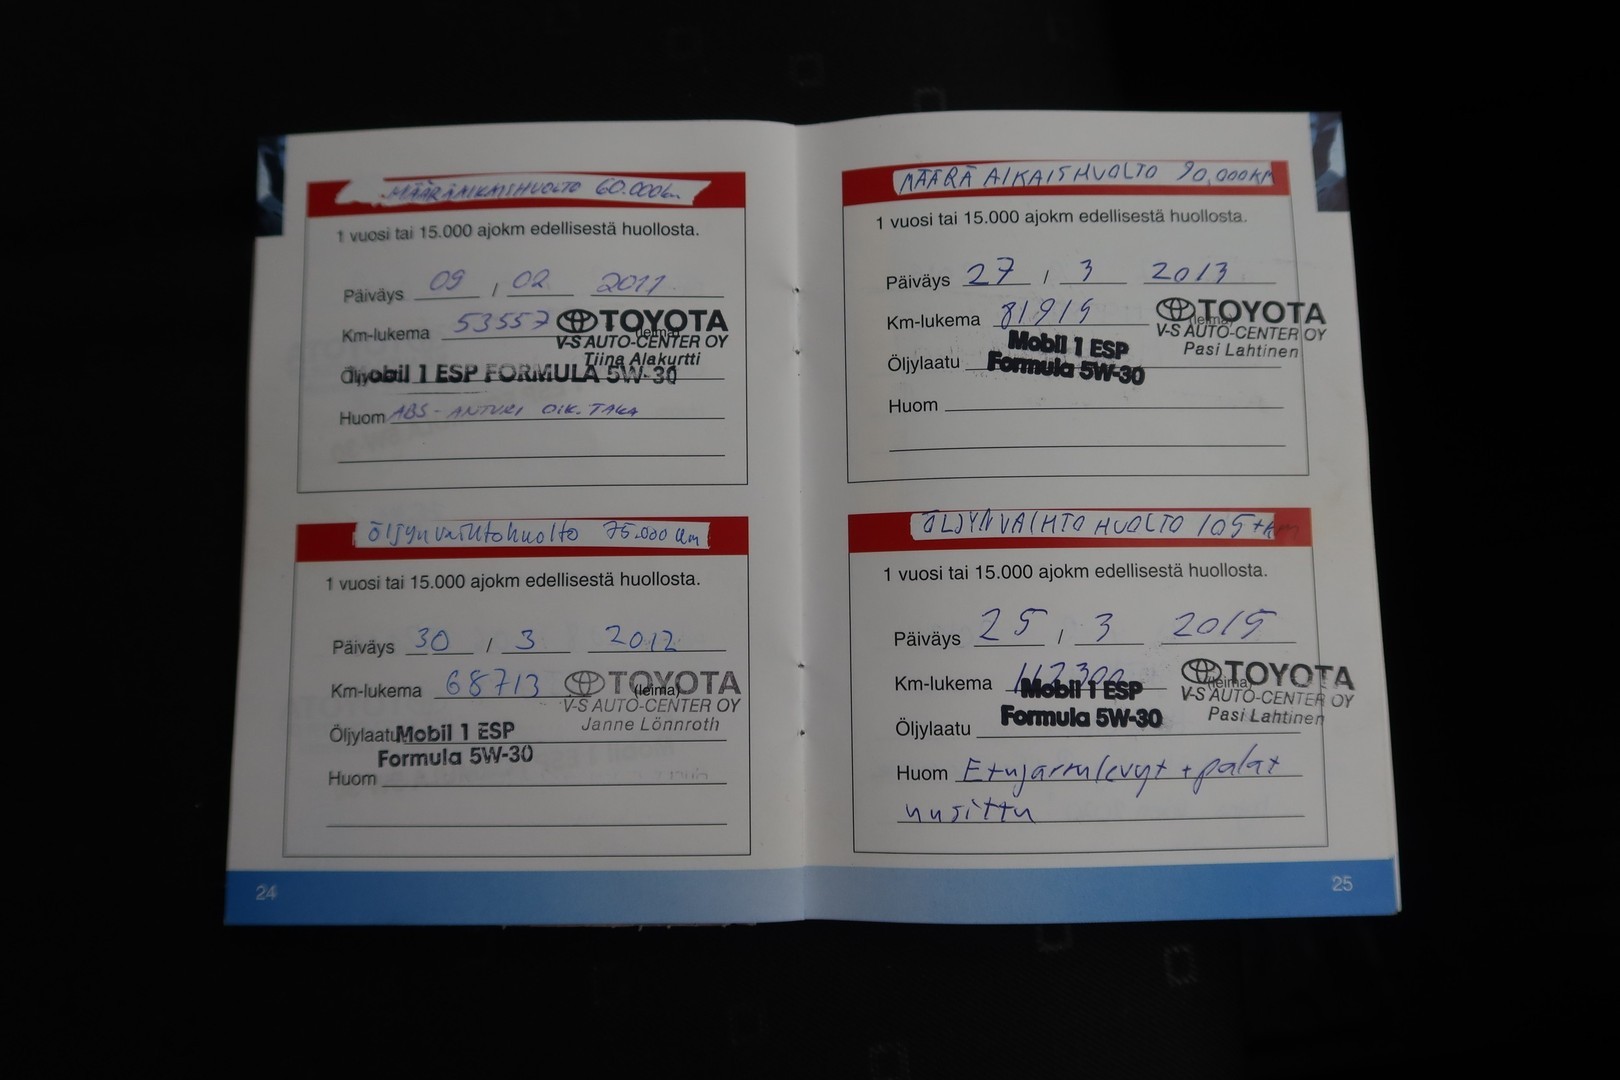 MÄÄRÄAIKAISHUOLTO 60.000km
1 vuosi tai 15.000 ajokm edellisestä huollosta.
Päiväys 09 / 02 2011
Km-lukema 53557
(leima)
TOYOTA
V-S AUTO-CENTER OY
Tiina Alakurtti
Mobil 1 ESP FORMULA 5W-30
Huom ABS-ANTURI OIK. TAKA
Öljynvaihtohuolto 75.000 km
1 vuosi tai 15.000 ajokm edellisestä huollosta.
Päiväys 30 / 3 2012
Km-lukema 68713
(leima)
TOYOTA
V-S AUTO-CENTER OY
Janne Lönnroth
Öljylaatu Mobil 1 ESP
Formula 5W-30
Huom
24
MÄÄRÄAIKAISHUOLTO 90,000KM
1 vuosi tai 15.000 ajokm edellisestä huollosta.
Päiväys 27 / 3 2013
Km-lukema 81919
(leima)
TOYOTA
V-S AUTO-CENTER OY
Pasi Lahtinen
Öljylaatu Mobil 1 ESP
Formula 5W-30
Huom
ÖLJYNVAIHTO HUOLTO 105tkm
1 vuosi tai 15.000 ajokm edellisestä huollosta.
Päiväys 25 / 3 2015
Km-lukema 112300
(leima)
TOYOTA
V-S AUTO-CENTER OY
Pasi Lahtinen
Öljylaatu Mobil 1 ESP
Formula 5W-30
Huom Etujarrulevyt + palat
uusittu
25